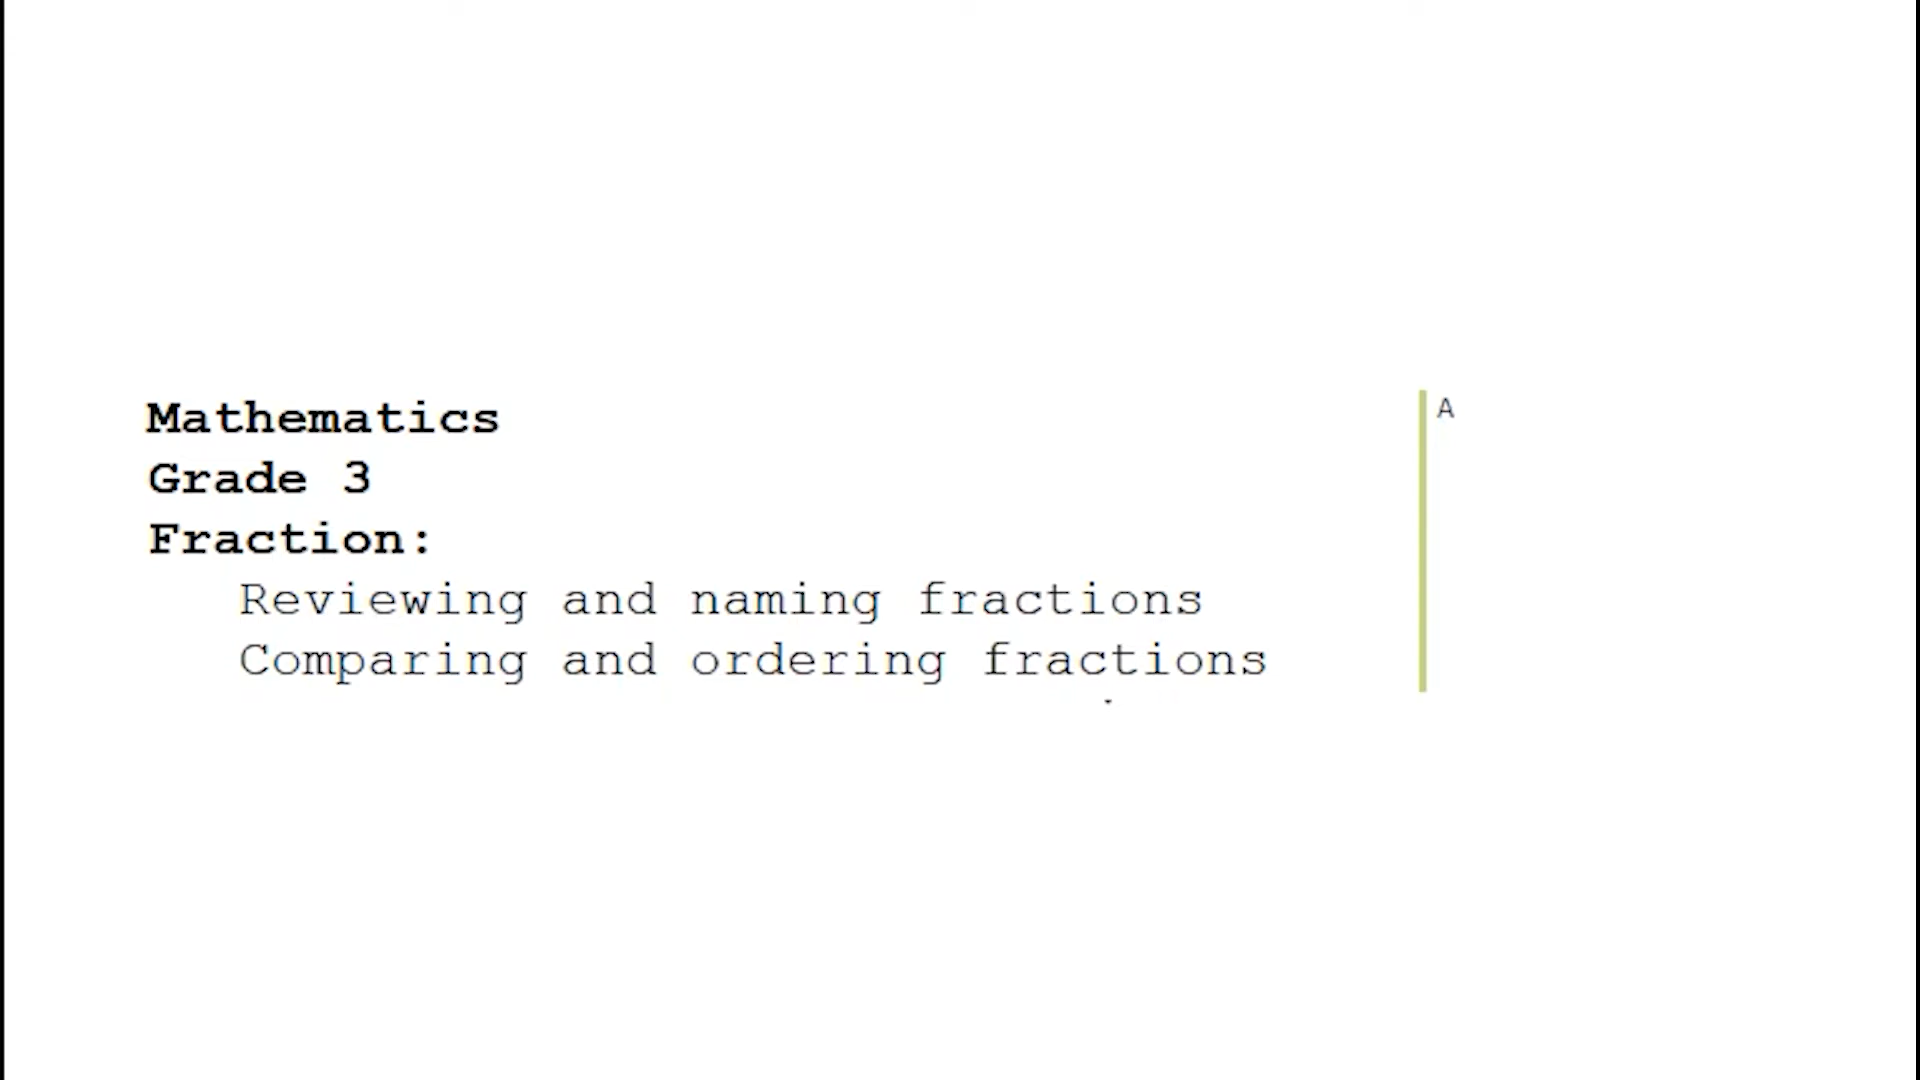 Mathematics
Grade 3
Fraction:
Reviewing and naming fractions
Comparing and ordering fractions
A